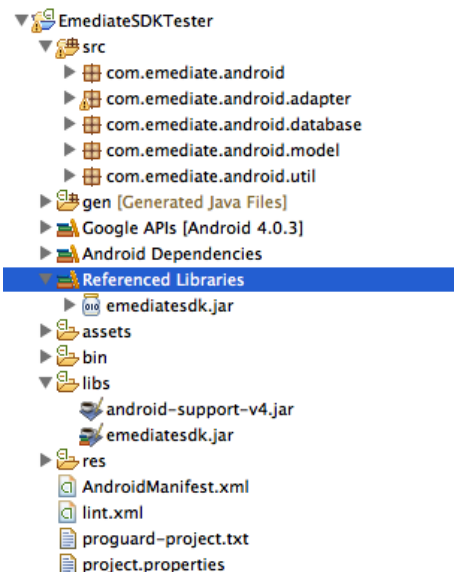 EmediateSDKTester
src
com.emediate.android
com.emediate.android.adapter
com.emediate.android.database
com.emediate.android.model
com.emediate.android.util
gen [Generated Java Files]
Google APIs [Android 4.0.3]
Android Dependencies
Referenced Libraries
010 emediatesdk.jar
assets
bin
libs
android-support-v4.jar
emediatesdk.jar
res
AndroidManifest.xml
lint.xml
proguard-project.txt
project.properties